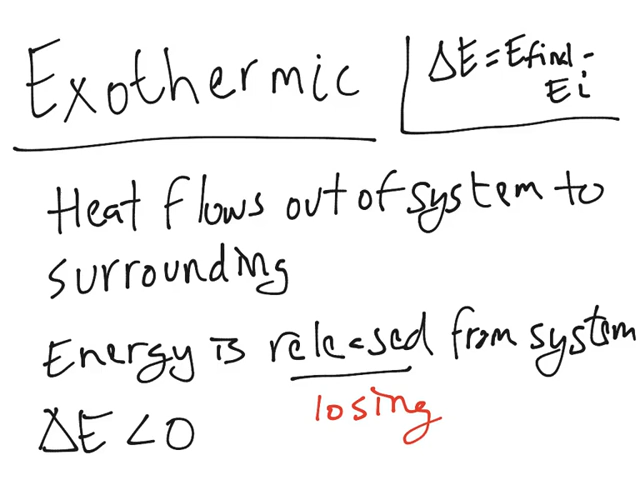 Exothermic
ΔE = Efinal -
Ei
Heat flows out of system to
surrounding
Energy is released from system
losing
ΔE < 0